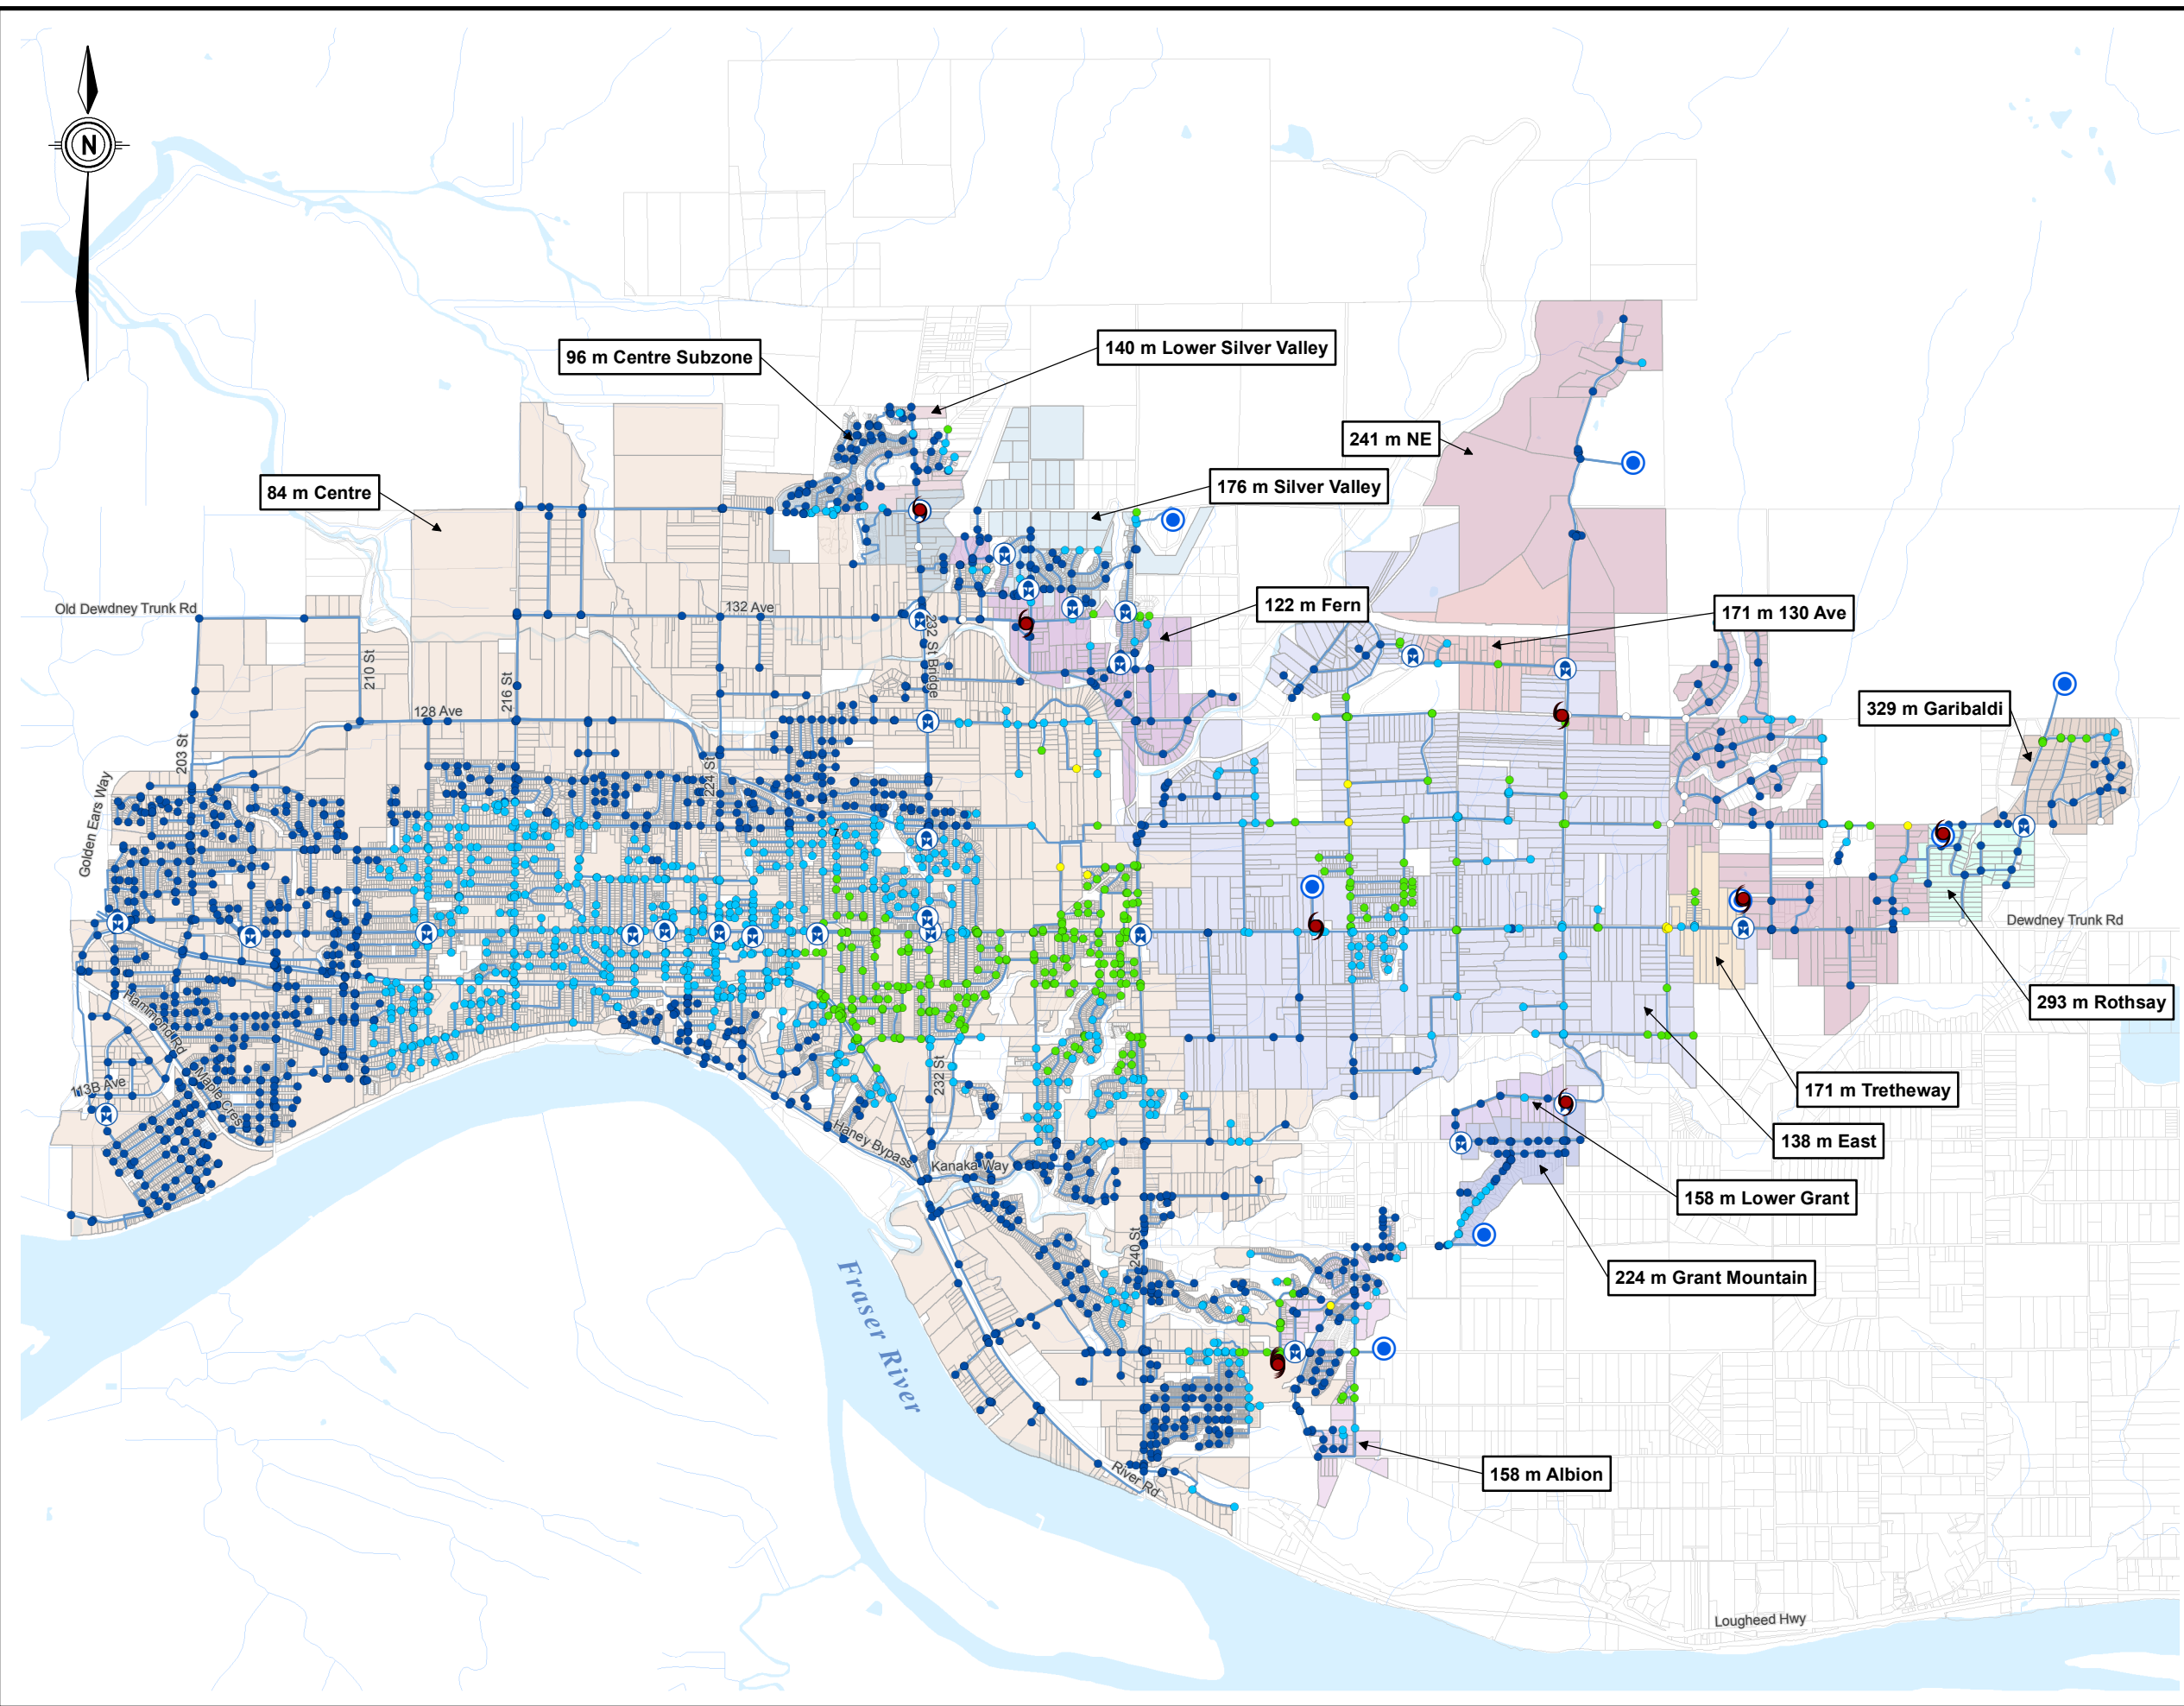 N
96 m Centre Subzone
140 m Lower Silver Valley
241 m NE
84 m Centre
176 m Silver Valley
122 m Fern
171 m 130 Ave
Old Dewdney Trunk Rd
132 Ave
232 St Bridge
210 St
216 St
329 m Garibaldi
128 Ave
203 St
224 St
Golden Ears Way
Dewdney Trunk Rd
293 m Rothsay
Hammond Rd
232 St
113B Ave
Maple Cres
171 m Tretheway
138 m East
Haney Bypass
Kanaka Way
158 m Lower Grant
240 St
224 m Grant Mountain
Fraser River
158 m Albion
River Rd
Lougheed Hwy